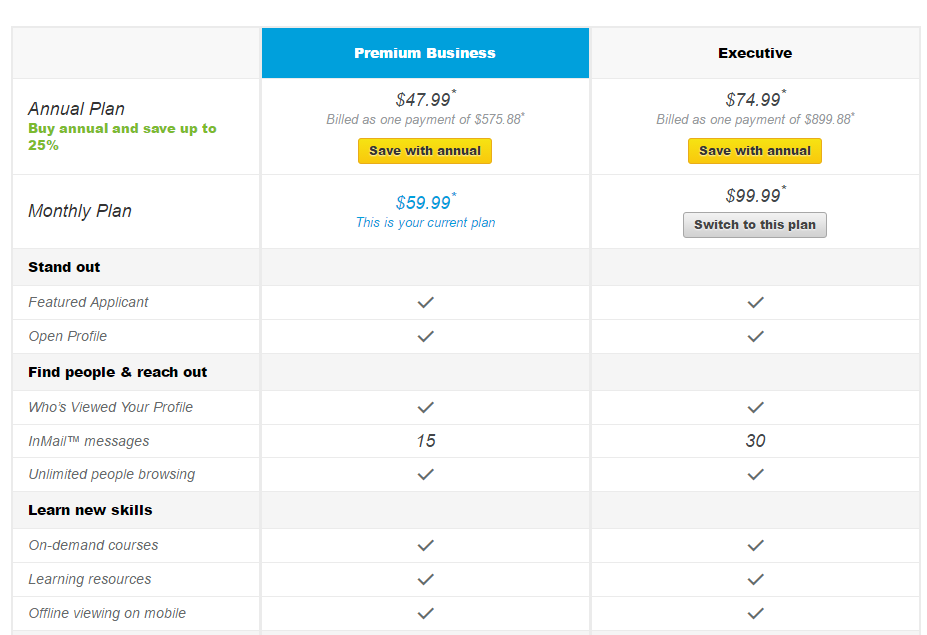 Premium Business
Executive
Annual Plan
Buy annual and save up to
25%
$47.99*
Billed as one payment of $575.88*
Save with annual
$74.99*
Billed as one payment of $899.88*
Save with annual
Monthly Plan
$59.99*
This is your current plan
$99.99*
Switch to this plan
Stand out
Featured Applicant
Open Profile
Find people & reach out
Who's Viewed Your Profile
InMail™ messages
15
30
Unlimited people browsing
Learn new skills
On-demand courses
Learning resources
Offline viewing on mobile